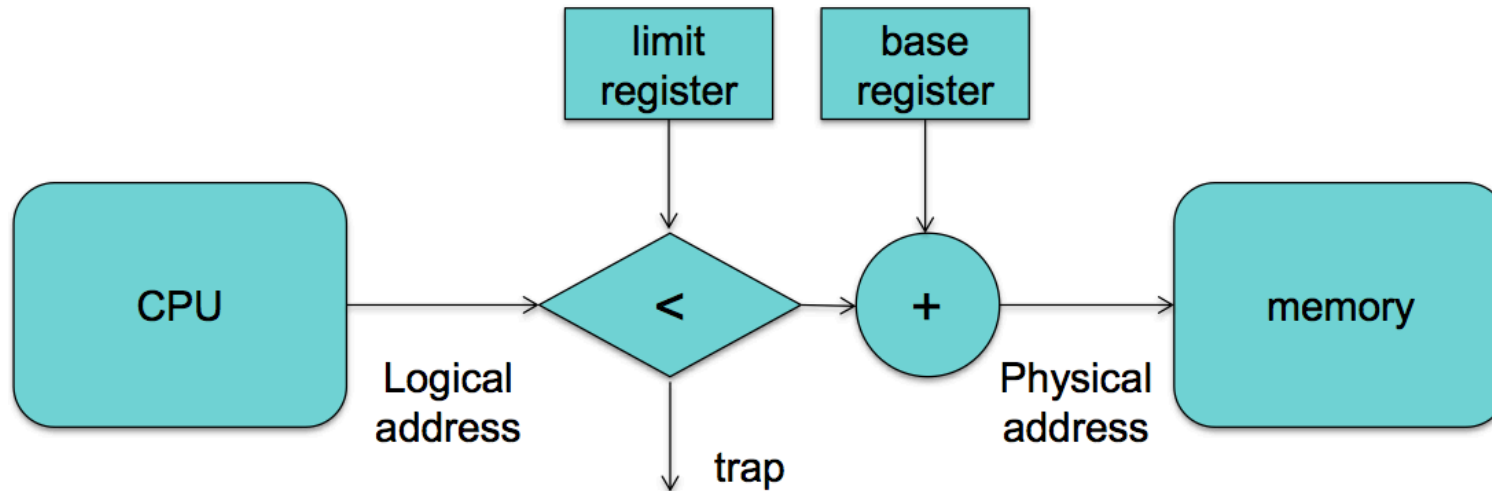 limit
register
base
register
CPU
<
+
memory
Logical
address
Physical
address
trap